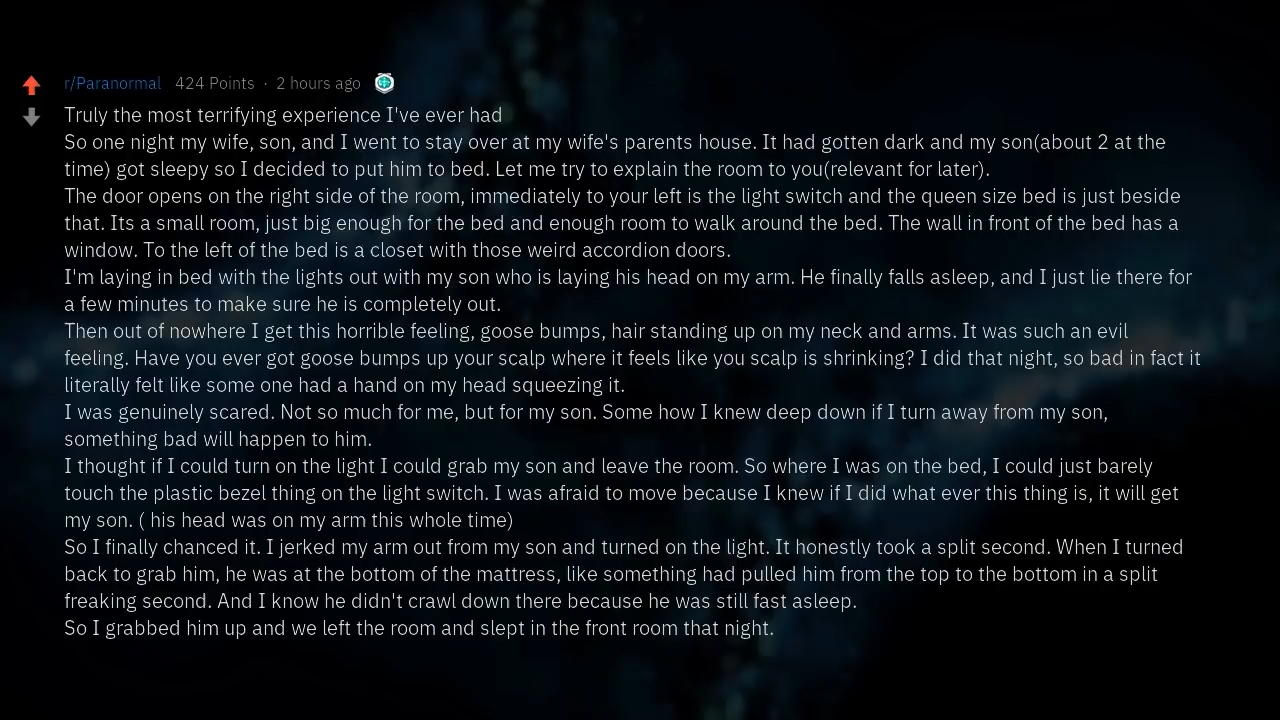 r/Paranormal 424 Points · 2 hours ago
Truly the most terrifying experience I've ever had
So one night my wife, son, and I went to stay over at my wife's parents house. It had gotten dark and my son(about 2 at the
time) got sleepy so I decided to put him to bed. Let me try to explain the room to you(relevant for later).
The door opens on the right side of the room, immediately to your left is the light switch and the queen size bed is just beside
that. Its a small room, just big enough for the bed and enough room to walk around the bed. The wall in front of the bed has a
window. To the left of the bed is a closet with those weird accordion doors.
I'm laying in bed with the lights out with my son who is laying his head on my arm. He finally falls asleep, and I just lie there for
a few minutes to make sure he is completely out.
Then out of nowhere I get this horrible feeling, goose bumps, hair standing up on my neck and arms. It was such an evil
feeling. Have you ever got goose bumps up your scalp where it feels like you scalp is shrinking? I did that night, so bad in fact it
literally felt like some one had a hand on my head squeezing it.
I was genuinely scared. Not so much for me, but for my son. Some how I knew deep down if I turn away from my son,
something bad will happen to him.
I thought if I could turn on the light I could grab my son and leave the room. So where I was on the bed, I could just barely
touch the plastic bezel thing on the light switch. I was afraid to move because I knew if I did what ever this thing is, it will get
my son. ( his head was on my arm this whole time)
So I finally chanced it. I jerked my arm out from my son and turned on the light. It honestly took a split second. When I turned
back to grab him, he was at the bottom of the mattress, like something had pulled him from the top to the bottom in a split
freaking second. And I know he didn't crawl down there because he was still fast asleep.
So I grabbed him up and we left the room and slept in the front room that night.